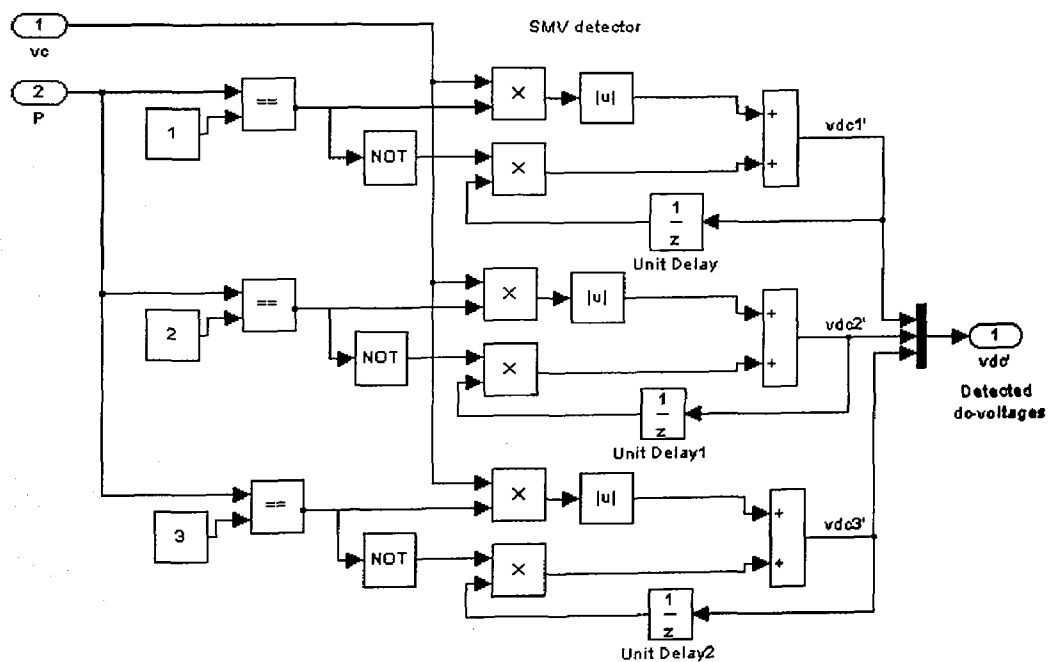 1
vc
SMV detector
2
P
==
1
NOT
×
|u|
×
+
+
vdc1'
1
z
Unit Delay
==
2
NOT
×
|u|
×
+
+
vdc2'
1
z
Unit Delay1
1
vdc'
Detected
dc-voltages
==
3
NOT
×
|u|
×
+
+
vdc3'
1
z
Unit Delay2